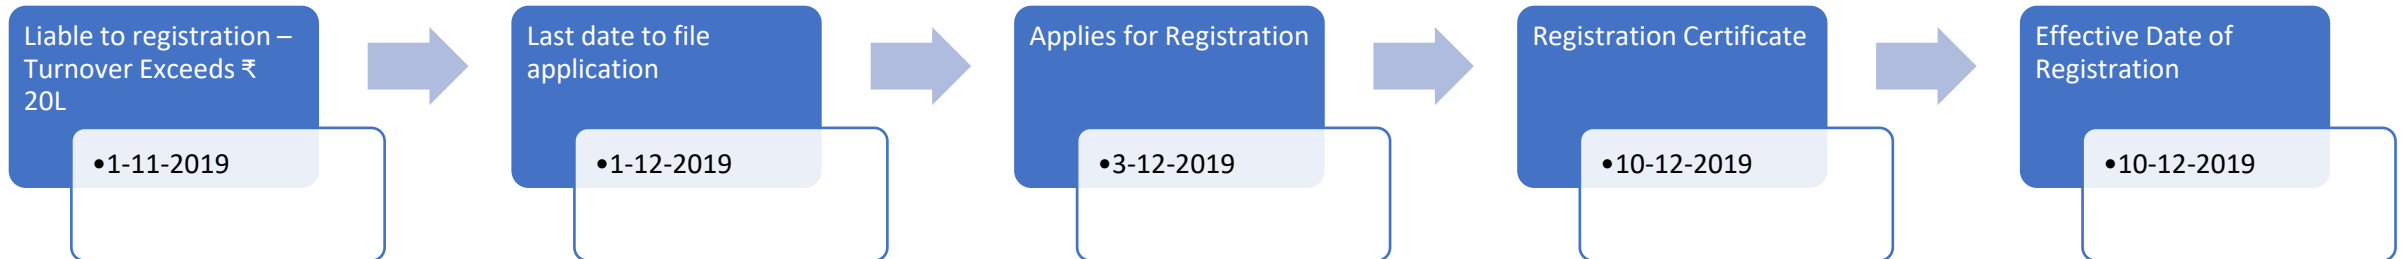 Liable to registration –
Turnover Exceeds ₹
20L
•1-11-2019
Last date to file
application
•1-12-2019
Applies for Registration
•3-12-2019
Registration Certificate
•10-12-2019
Effective Date of
Registration
•10-12-2019